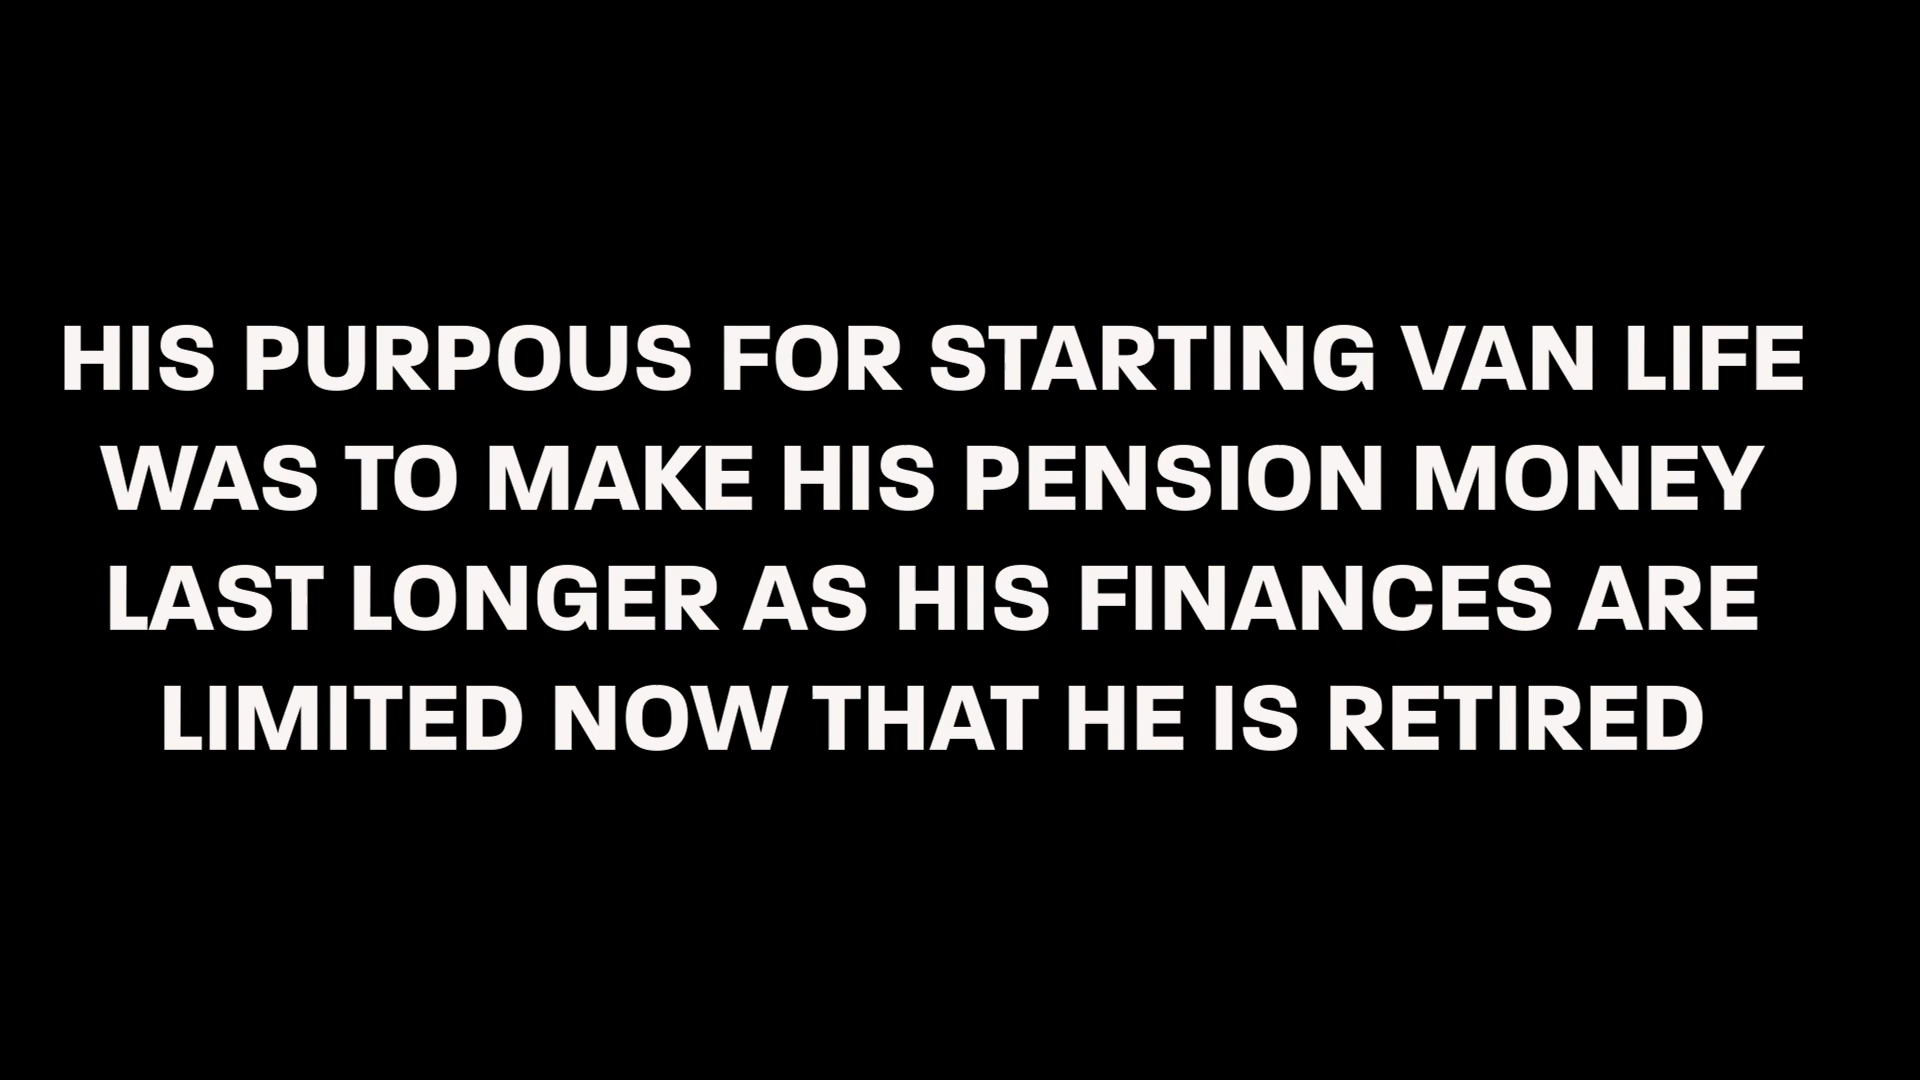 HIS PURPOUS FOR STARTING VAN LIFE
WAS TO MAKE HIS PENSION MONEY
LAST LONGER AS HIS FINANCES ARE
LIMITED NOW THAT HE IS RETIRED